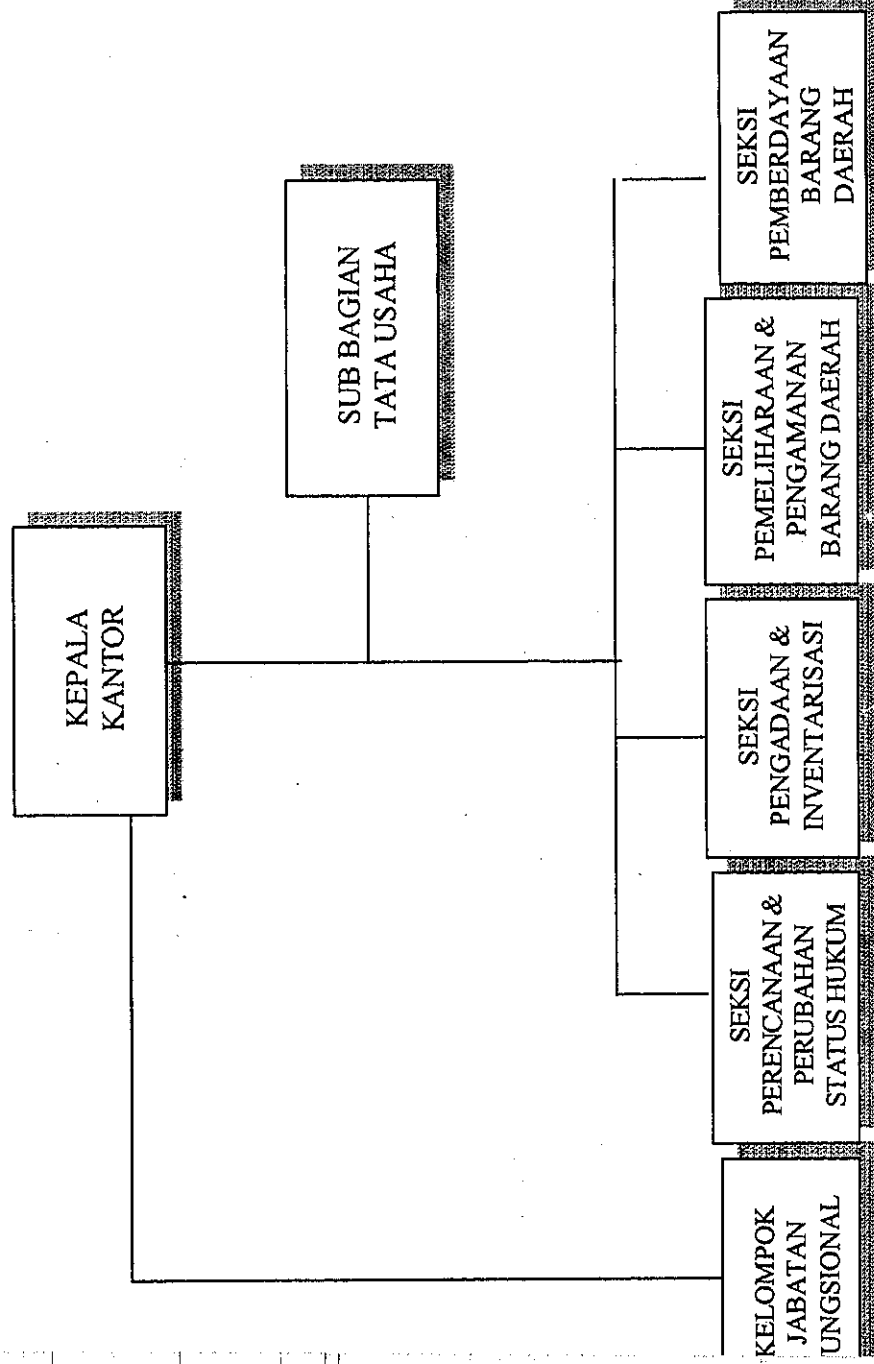 KEPALA
KANTOR
SUB BAGIAN
TATA USAHA
KELOMPOK
JABATAN
UNGSIONAL
SEKSI
PERENCANAAN &
PERUBAHAN
STATUS HUKUM
SEKSI
PENGADAAN &
INVENTARISASI
SEKSI
PEMELIHARAAN &
PENGAMANAN
BARANG DAERAH
SEKSI
PEMBERDAYAAN
BARANG
DAERAH